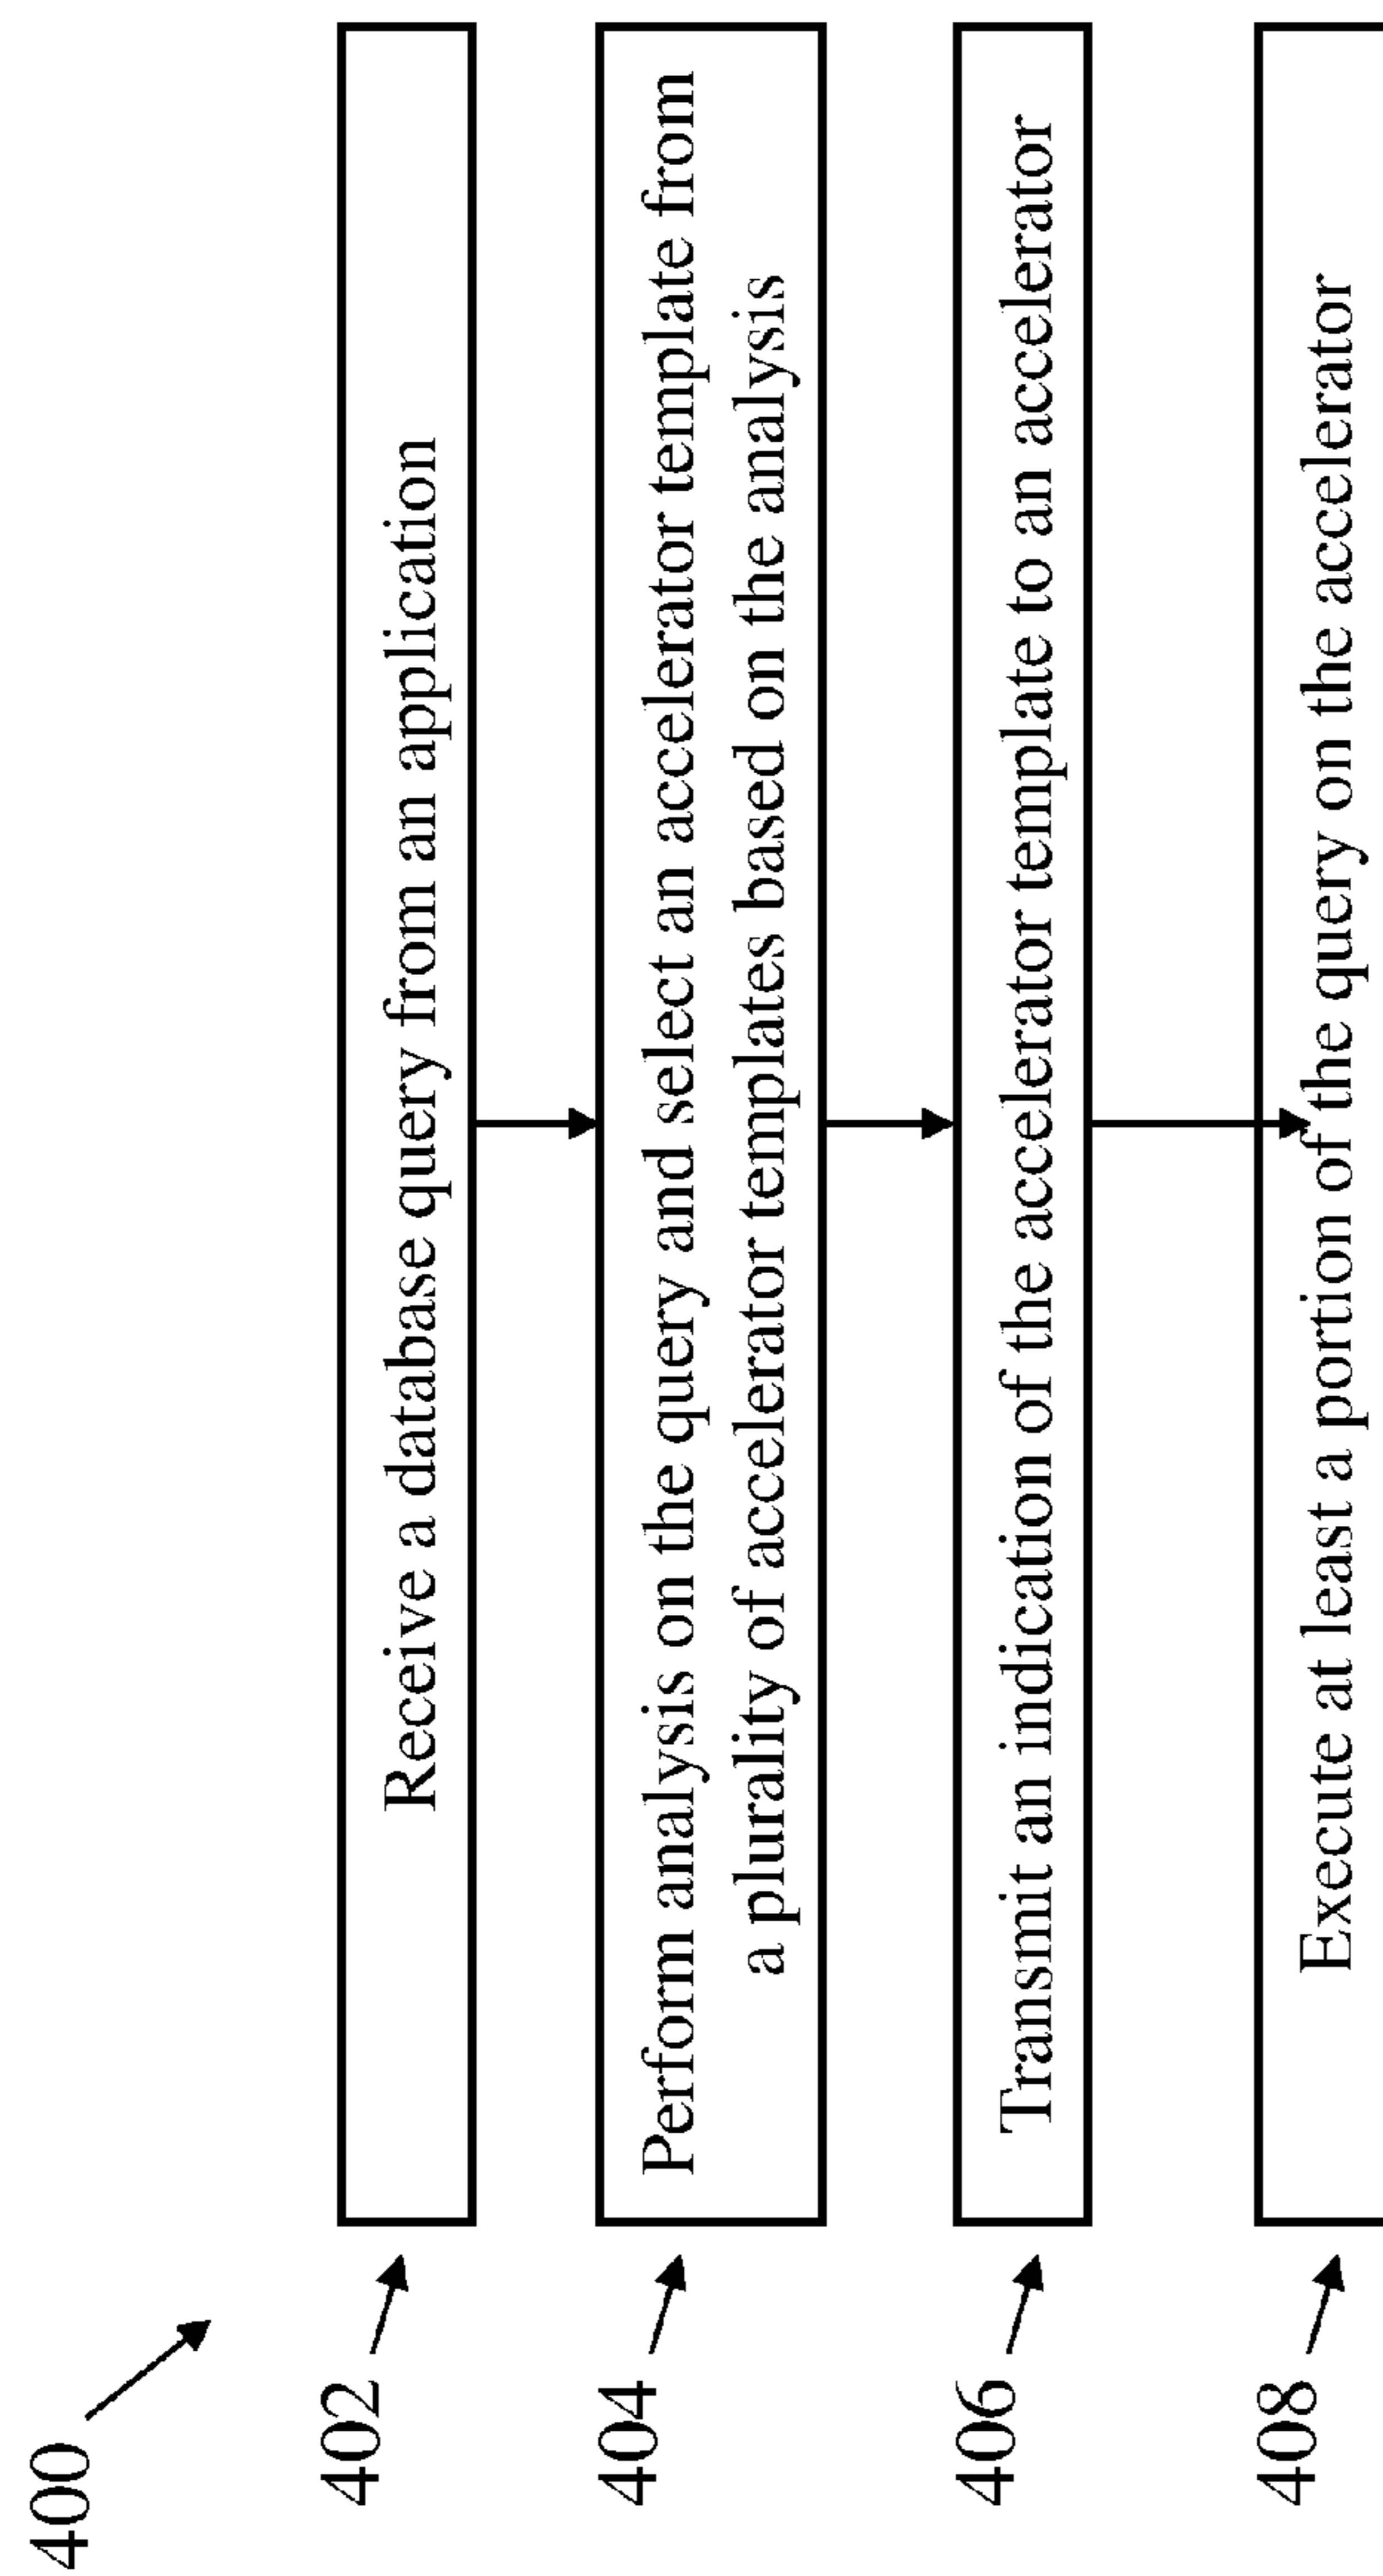 400
402
Receive a database query from an application
404
Perform analysis on the query and select an accelerator template from
a plurality of accelerator templates based on the analysis
406
Transmit an indication of the accelerator template to an accelerator
408
Execute at least a portion of the query on the accelerator